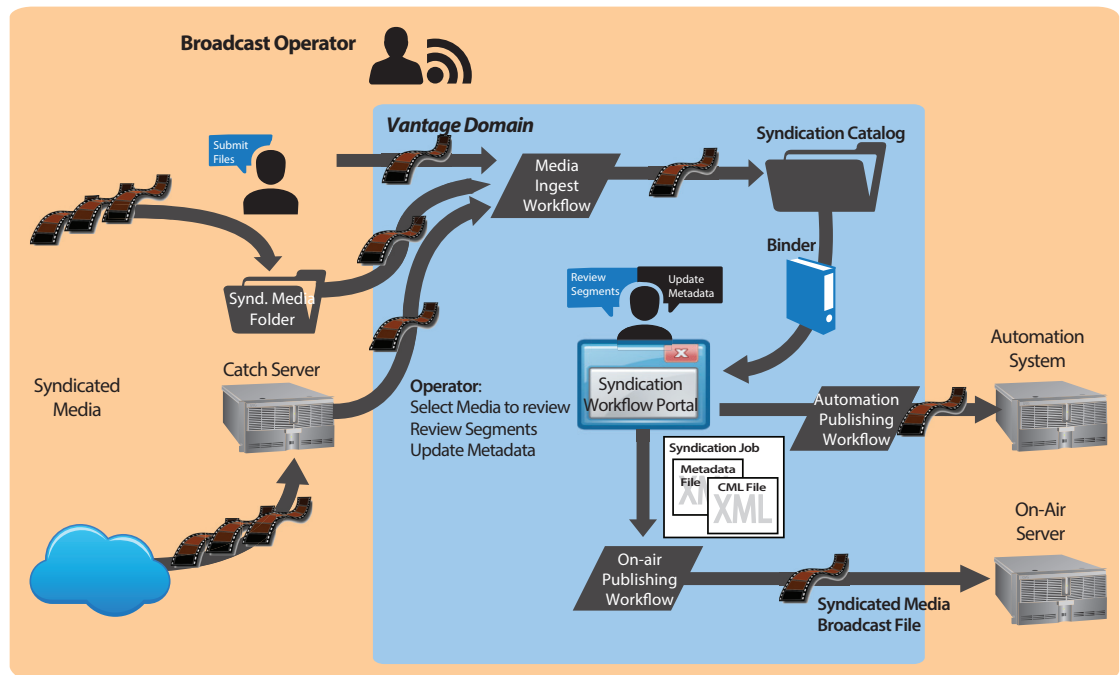 Broadcast Operator
Vantage Domain
Submit
Files
Media
Ingest
Workflow
Syndication Catalog
Binder
Synd. Media
Folder
Review
Segments
Update
Metadata
Syndicated
Media
Catch Server
Operator:
Select Media to review
Review Segments
Update Metadata
Syndication
Workflow Portal
Automation
Publishing
Workflow
Automation
System
Syndication Job
Metadata
File
XML
CML File
XML
On-Air
Server
On-air
Publishing
Workflow
Syndicated Media
Broadcast File